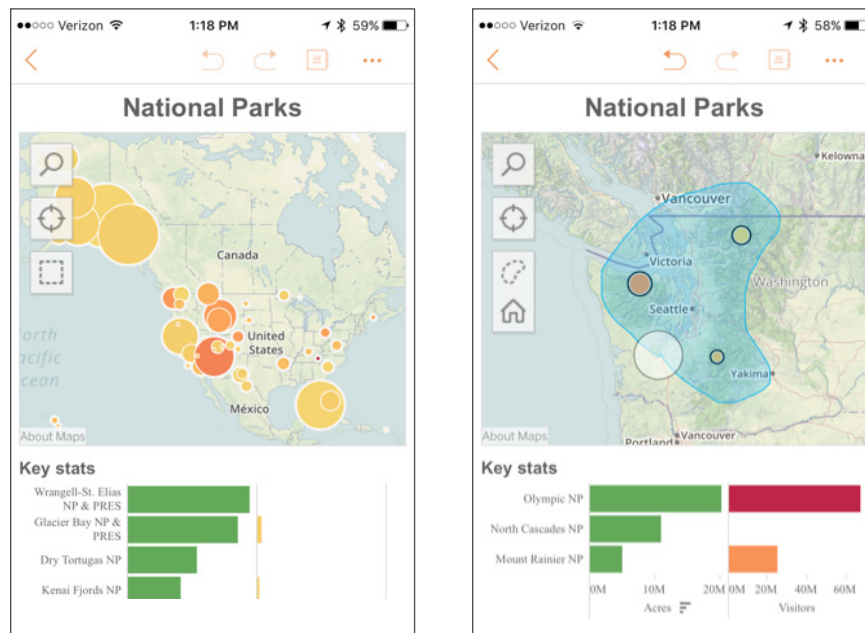 Verizon 1:18 PM 59%
National Parks
Canada
United
States
México
orth
acific
cean
About Maps
Key stats
Wrangell-St. Elias
NP & PRES
Glacier Bay NP &
PRES
Dry Tortugas NP
Kenai Fjords NP
Verizon 1:18 PM 58%
National Parks
Kelowna
Vancouver
Victoria
Washington
Seattle
Yakima
Vancouver
Portland
About Maps
Key stats
Olympic NP
North Cascades NP
Mount Rainier NP
0M 10M 20M 0M 20M 40M 60M
Acres Visitors